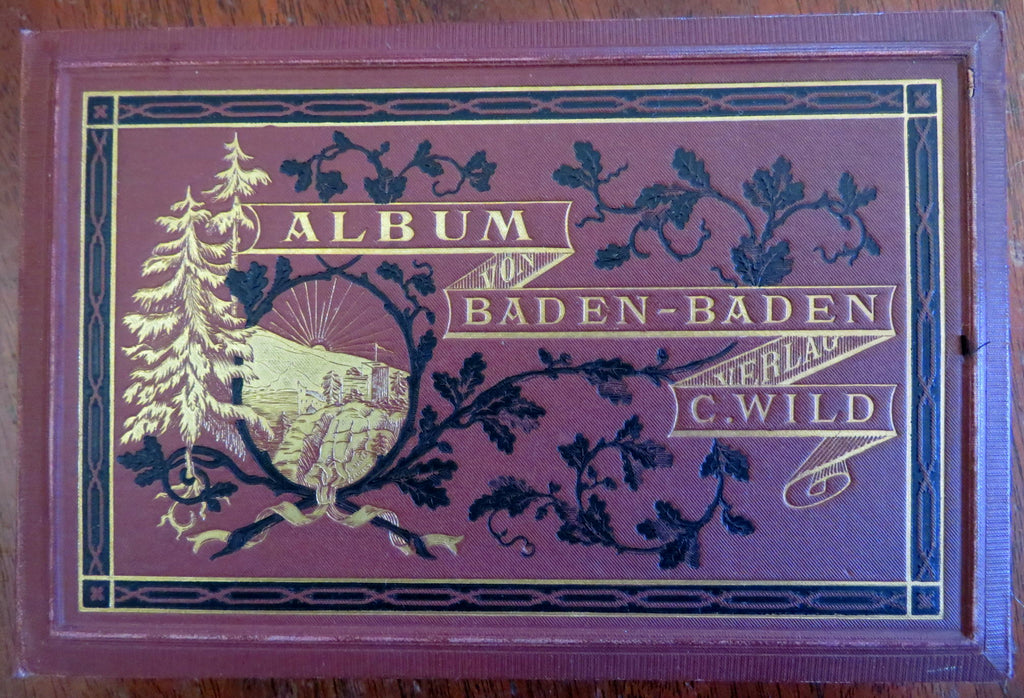 ALBUM
VON
BADEN-BADEN
VERLAG
C. WILD